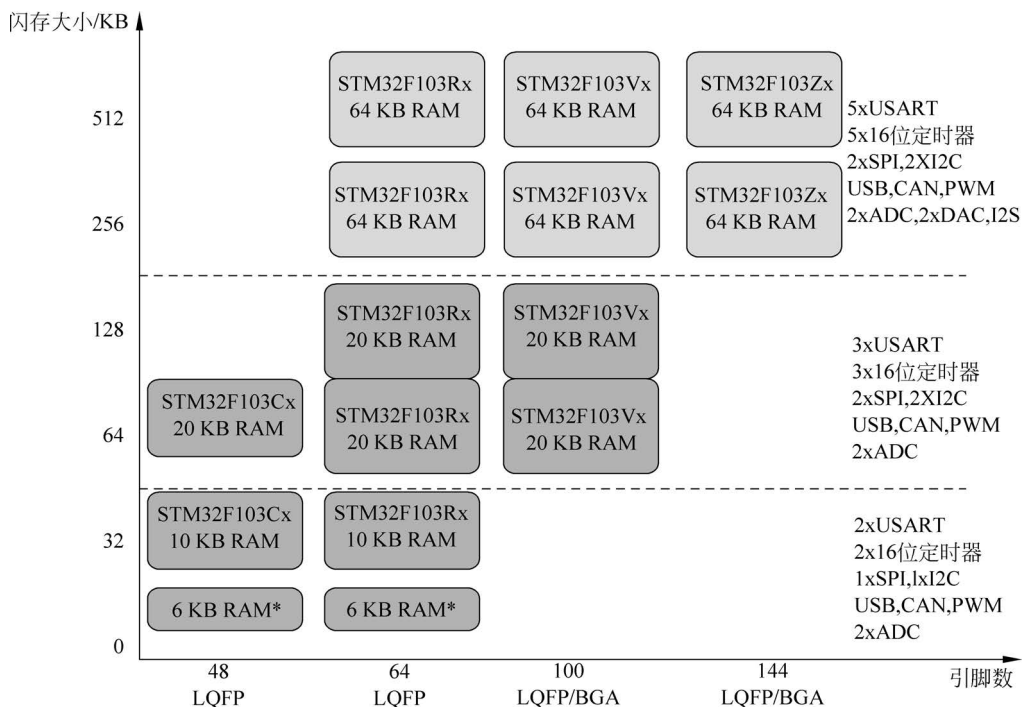 闪存大小/KB
STM32F103Rx
64 KB RAM
STM32F103Vx
64 KB RAM
STM32F103Zx
64 KB RAM
512
5xUSART
5x16位定时器
2xSPI,2XI2C
USB,CAN,PWM
2xADC,2xDAC,I2S
STM32F103Rx
64 KB RAM
STM32F103Vx
64 KB RAM
STM32F103Zx
64 KB RAM
256
STM32F103Rx
20 KB RAM
STM32F103Vx
20 KB RAM
128
3xUSART
3x16位定时器
2xSPI,2XI2C
USB,CAN,PWM
2xADC
STM32F103Cx
20 KB RAM
STM32F103Rx
20 KB RAM
STM32F103Vx
20 KB RAM
64
STM32F103Cx
10 KB RAM
STM32F103Rx
10 KB RAM
32
2xUSART
2x16位定时器
1xSPI,lxI2C
USB,CAN,PWM
2xADC
6 KB RAM*
6 KB RAM*
0
48
LQFP
64
LQFP
100
LQFP/BGA
144
LQFP/BGA
引脚数